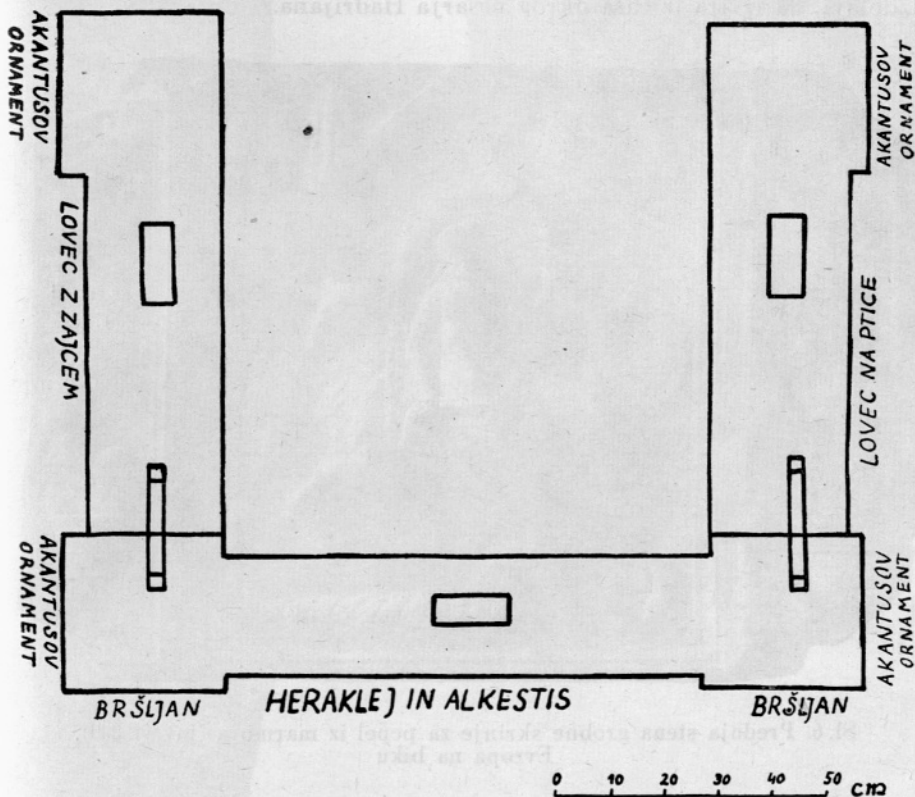 AKANTUSOV
ORNAMENT
AKANTUSOV
ORNAMENT
LOVEC Z ZAJCEM
LOVEC NA PTICE
AKANTUSOV
ORNAMENT
AKANTUSOV
ORNAMENT
BRŠLJAN
HERAKLEJ IN ALKESTIS
BRŠLJAN
0 10 20 30 40 50 cm